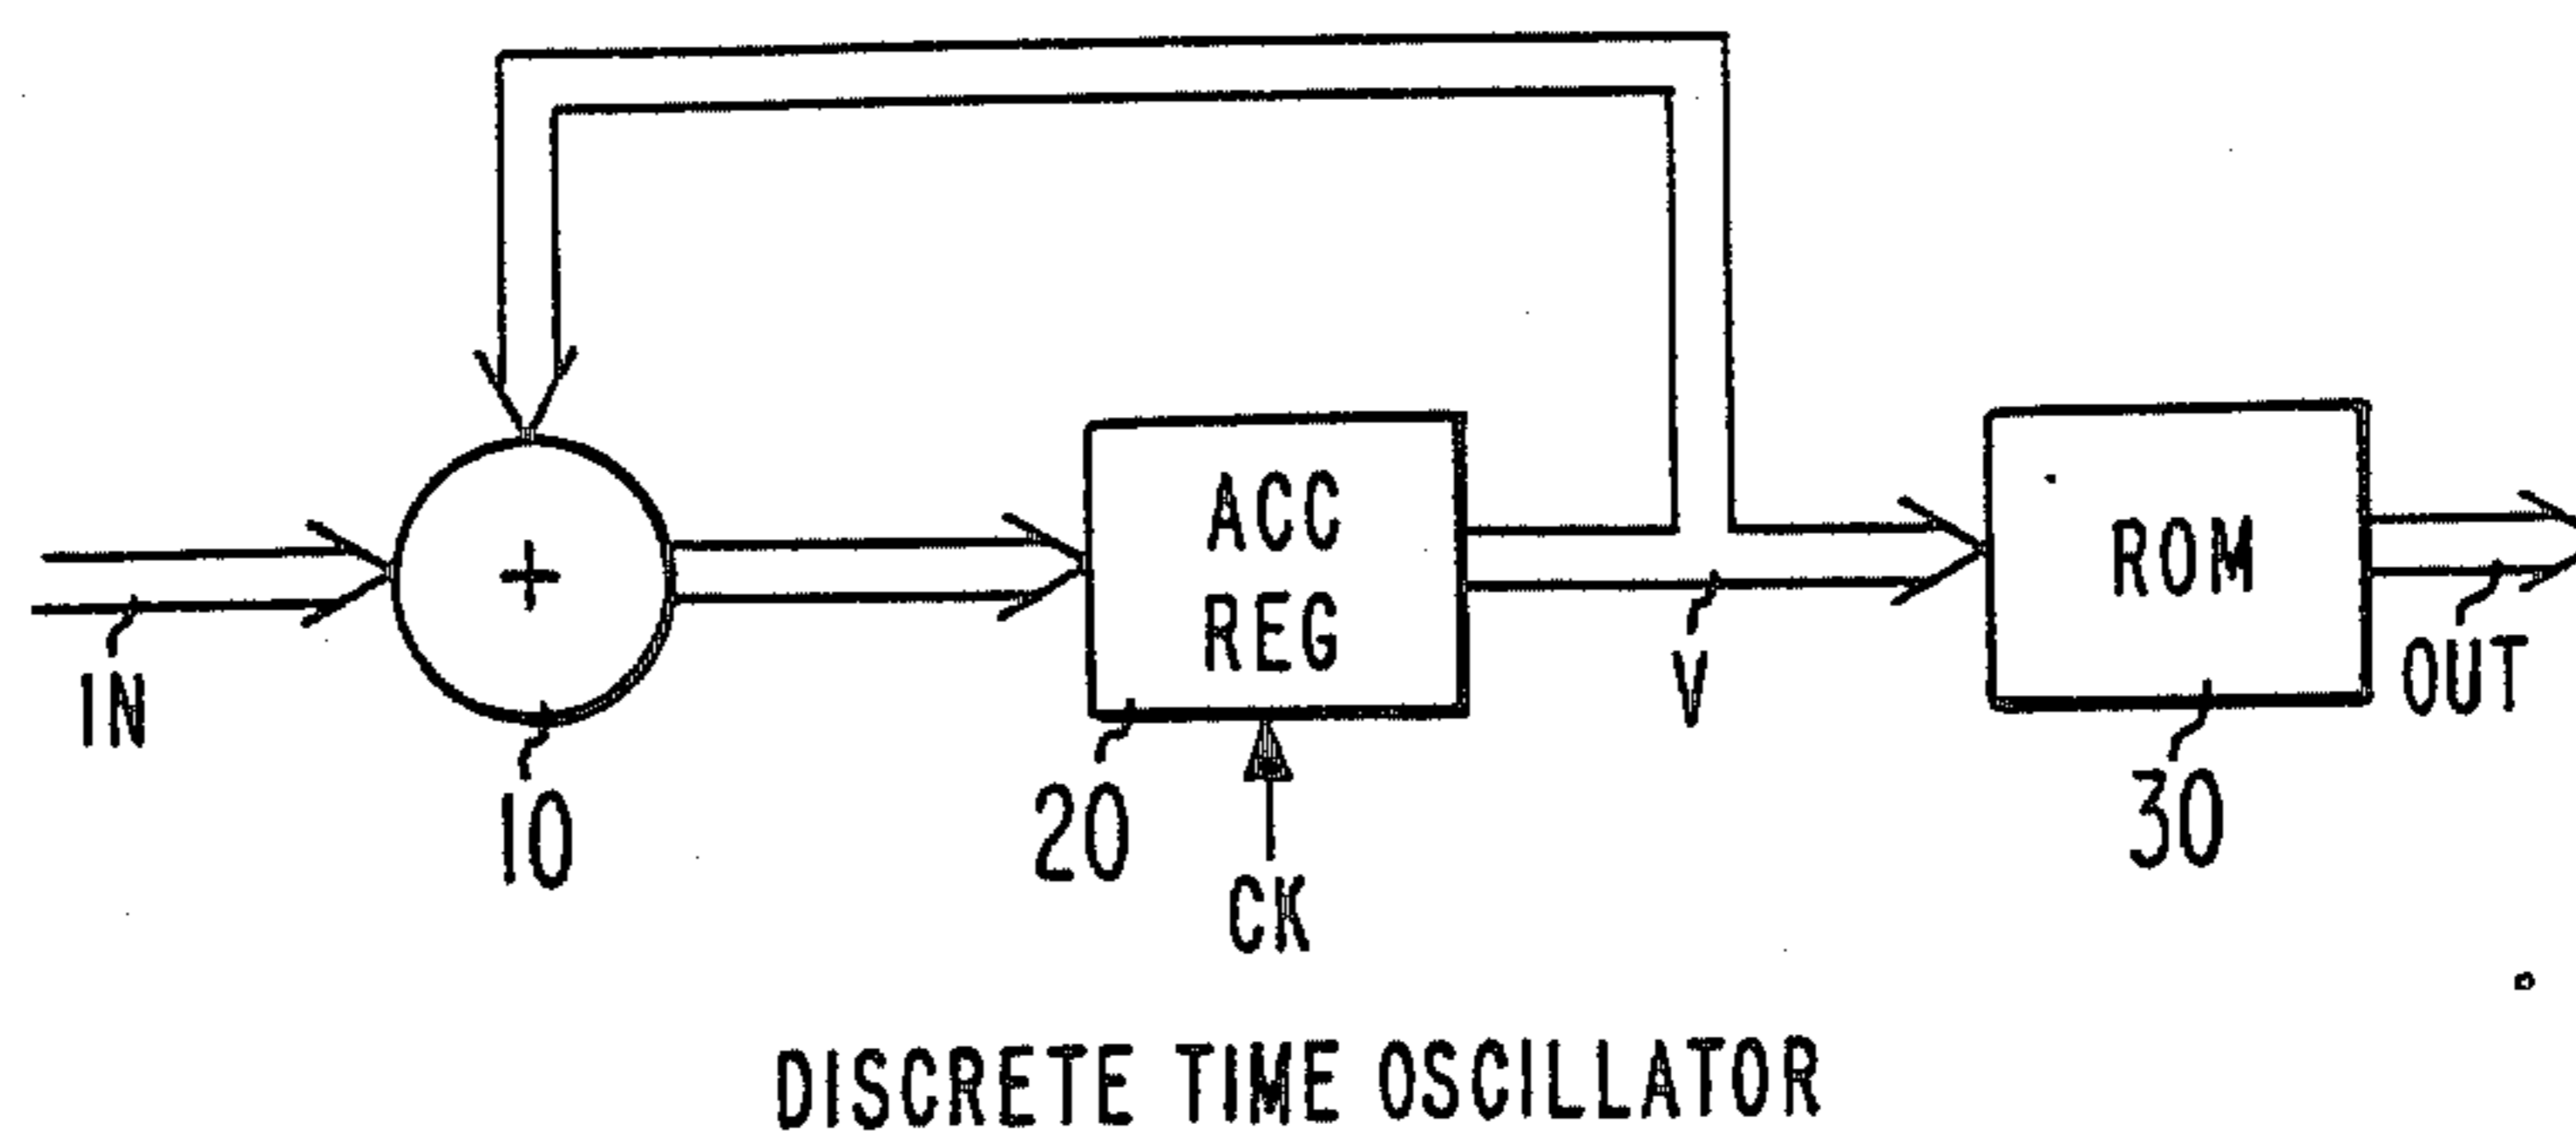 IN
+
10
ACC
REG
20
CK
V
ROM
30
OUT
DISCRETE TIME OSCILLATOR